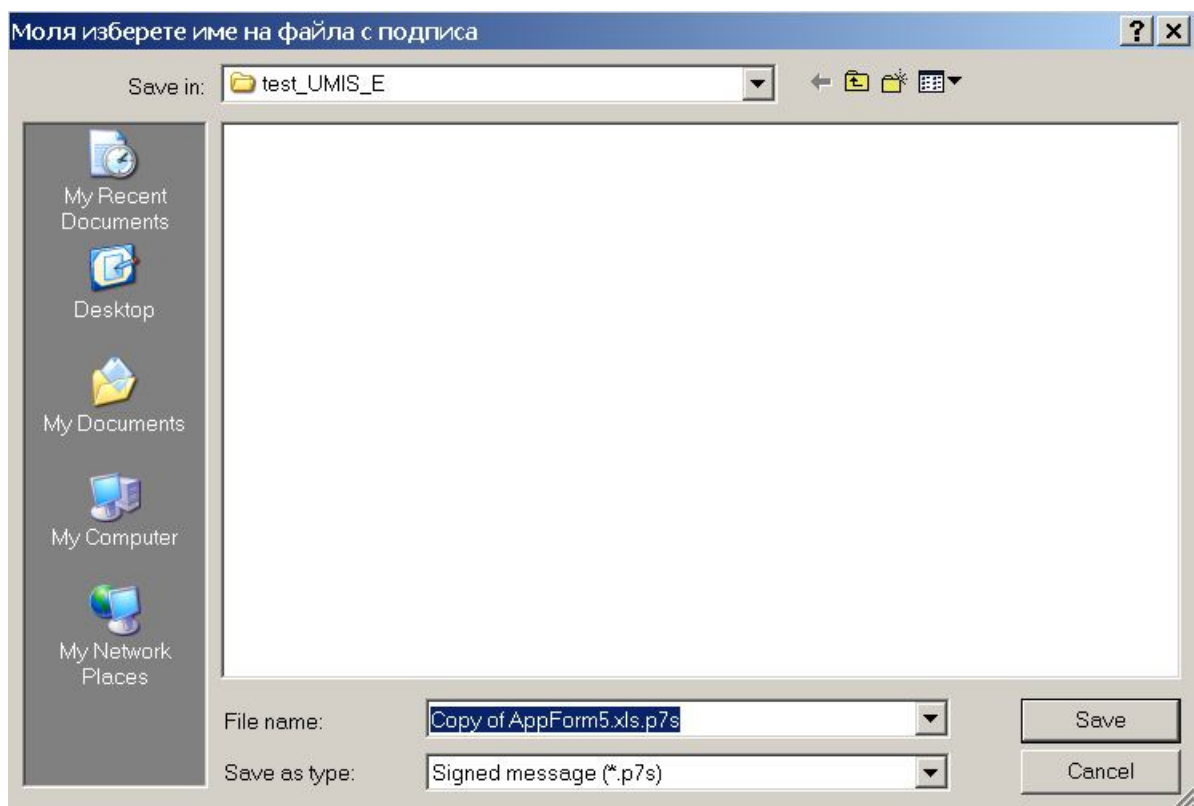 Моля изберете име на файла с подписа
Save in: test_UMIS_E
My Recent
Documents
Desktop
My Documents
My Computer
My Network
Places
File name: Copy of AppForm5.xls.p7s Save
Save as type: Signed message (*.p7s) Cancel